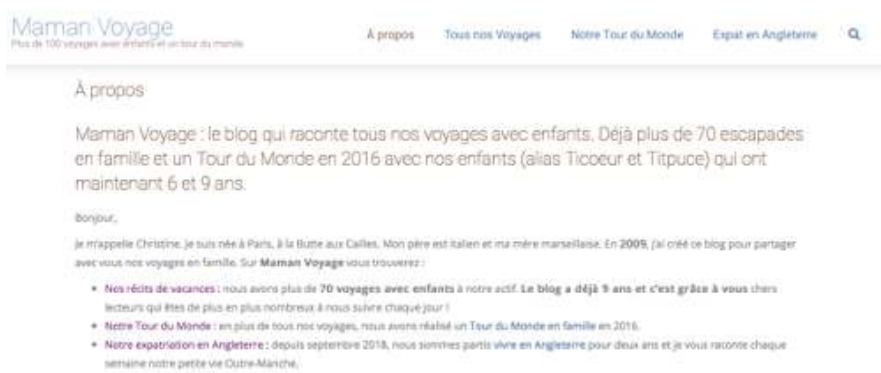 Maman Voyage
Plus de 100 voyages avec enfants et un tour du monde
À propos
Tous nos Voyages
Notre Tour du Monde
Expat en Angleterre
À propos
Maman Voyage : le blog qui raconte tous nos voyages avec enfants. Déjà plus de 70 escapades
en famille et un Tour du Monde en 2016 avec nos enfants (alias Ticoeur et Titpuce) qui ont
maintenant 6 et 9 ans.
Bonjour,
Je m'appelle Christine, je suis née à Paris, à la Butte aux Cailles. Mon père est italien et ma mère marseillaise. En 2009, j'ai créé ce blog pour partager
avec vous nos voyages en famille. Sur Maman Voyage vous trouverez :
Nos récits de vacances : nous avons plus de 70 voyages avec enfants à notre actif. Le blog a déjà 9 ans et c'est grâce à vous chers
lecteurs qui êtes de plus en plus nombreux à nous suivre chaque jour !
Notre Tour du Monde : en plus de tous nos voyages, nous avons réalisé un Tour du Monde en famille en 2016.
Notre expatriation en Angleterre : depuis septembre 2018, nous sommes partis vivre en Angleterre pour deux ans et je vous raconte chaque
semaine notre petite vie Outre-Manche.